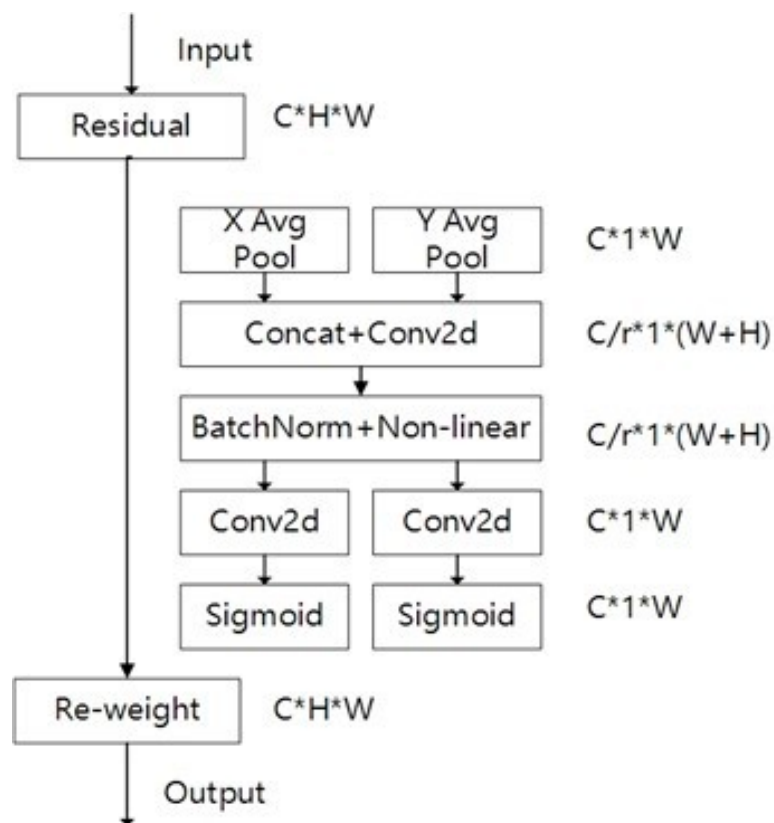 Input
Residual
C*H*W
X Avg
Pool
Y Avg
Pool
C*1*W
Concat+Conv2d
C/r*1*(W+H)
BatchNorm+Non-linear
C/r*1*(W+H)
Conv2d
Conv2d
C*1*W
Sigmoid
Sigmoid
C*1*W
Re-weight
C*H*W
Output